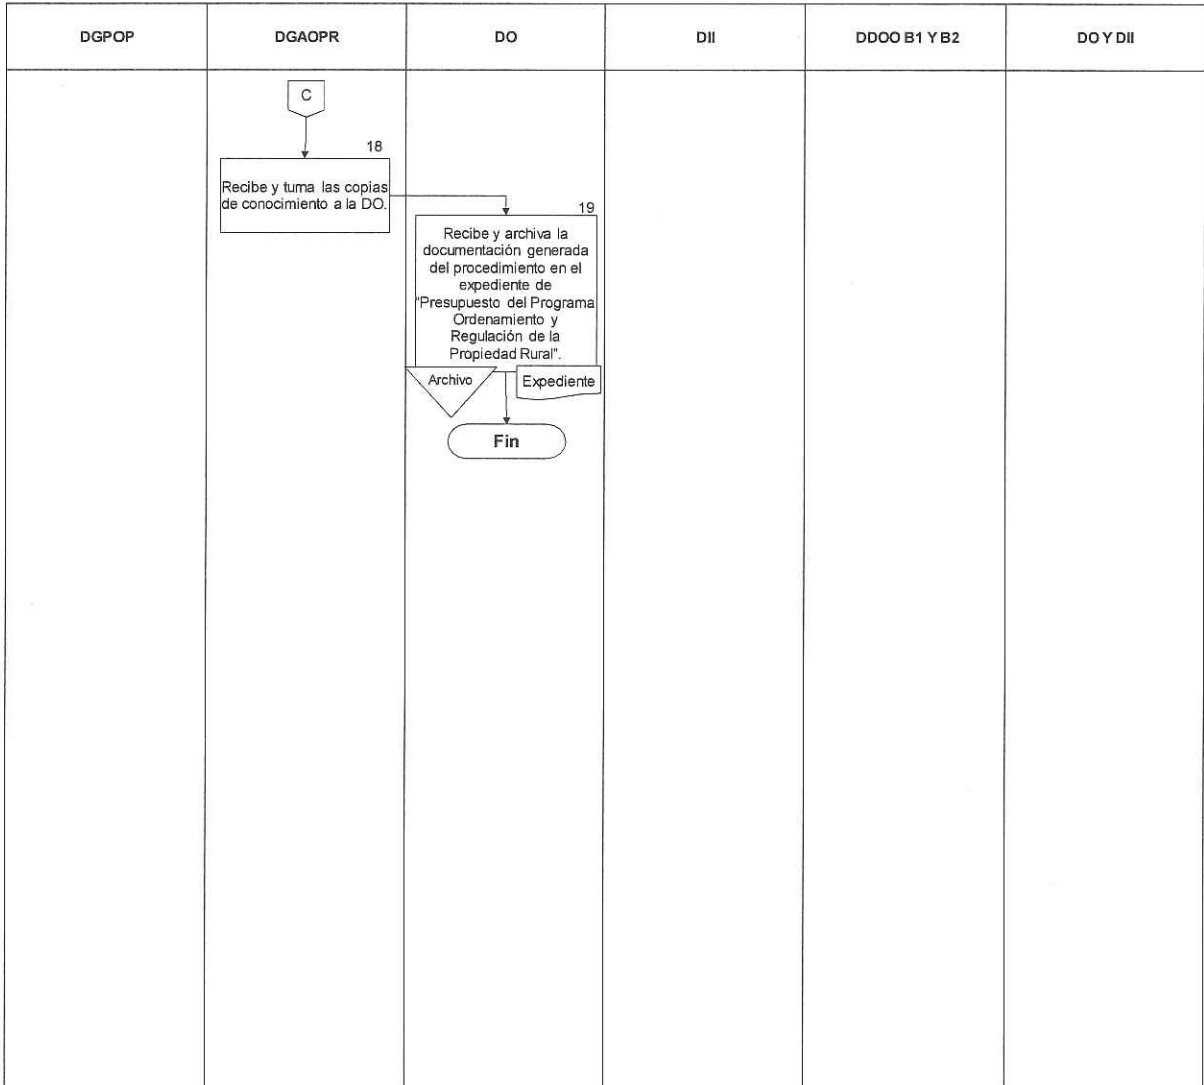 DGPOP
DGAOPR
DO
DII
DDOO B1 Y B2
DO Y DII
C
18
Recibe y turna las copias
de conocimiento a la DO.
19
Recibe y archiva la
documentación generada
del procedimiento en el
expediente de
"Presupuesto del Programa
Ordenamiento y
Regulación de la
Propiedad Rural".
Archivo
Expediente
Fin